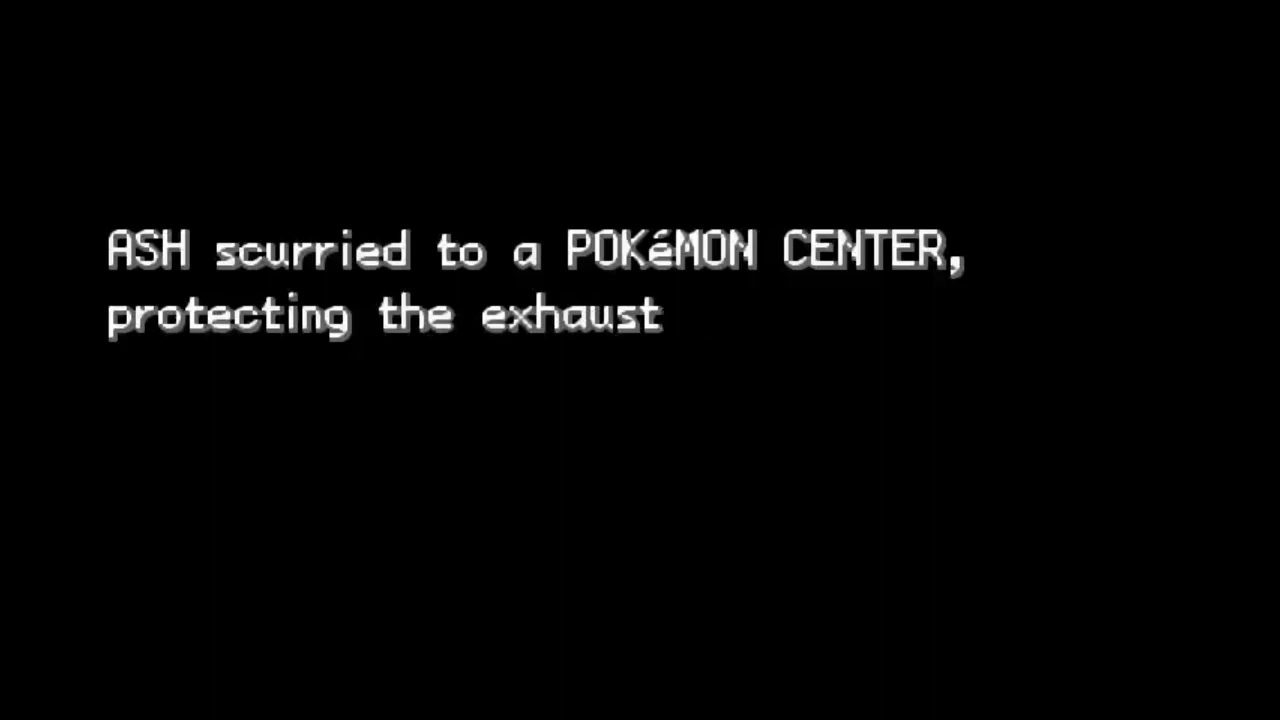 ASH scurried to a POKéMON CENTER,
protecting the exhaust